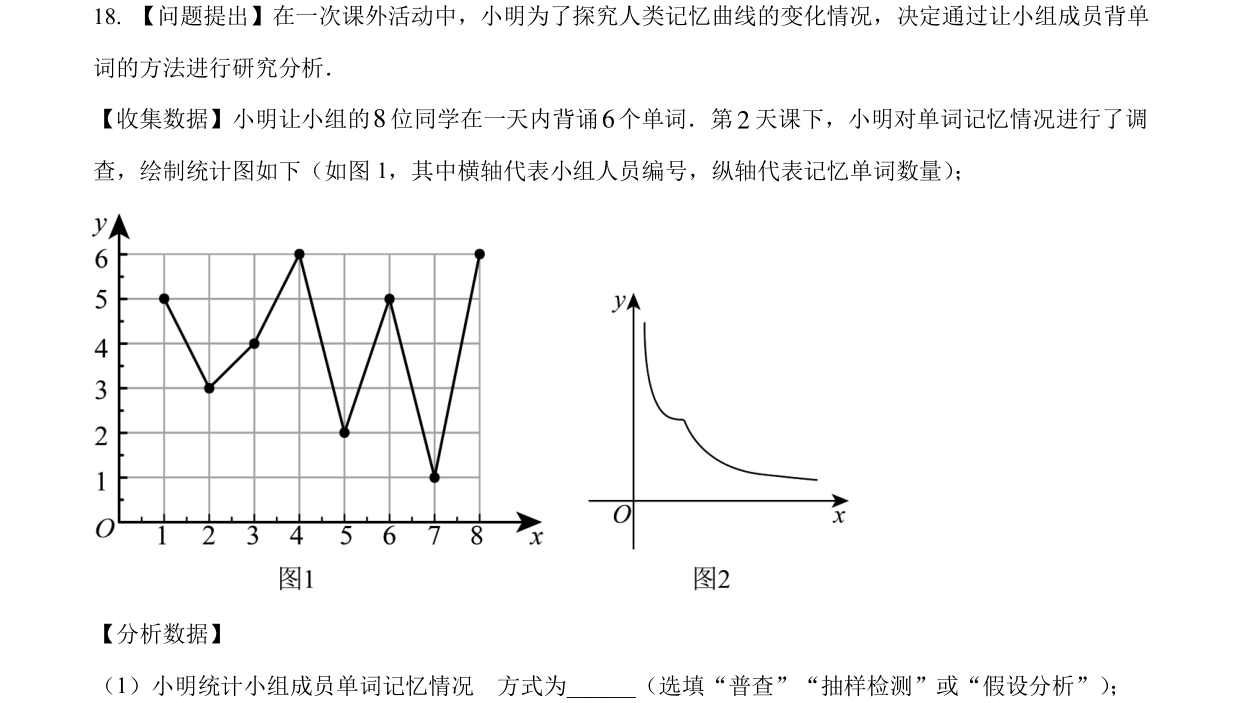 18. 【问题提出】在一次课外活动中，小明为了探究人类记忆曲线的变化情况，决定通过让小组成员背单
词的方法进行研究分析．
【收集数据】小明让小组的8位同学在一天内背诵6个单词．第2天课下，小明对单词记忆情况进行了调
查，绘制统计图如下（如图 1，其中横轴代表小组人员编号，纵轴代表记忆单词数量）；
y
6
5
4
3
2
1
O 1 2 3 4 5 6 7 8 x
图1
y
O x
图2
【分析数据】
（1）小明统计小组成员单词记忆情况 方式为______（选填“普查”“抽样检测”或“假设分析”）；